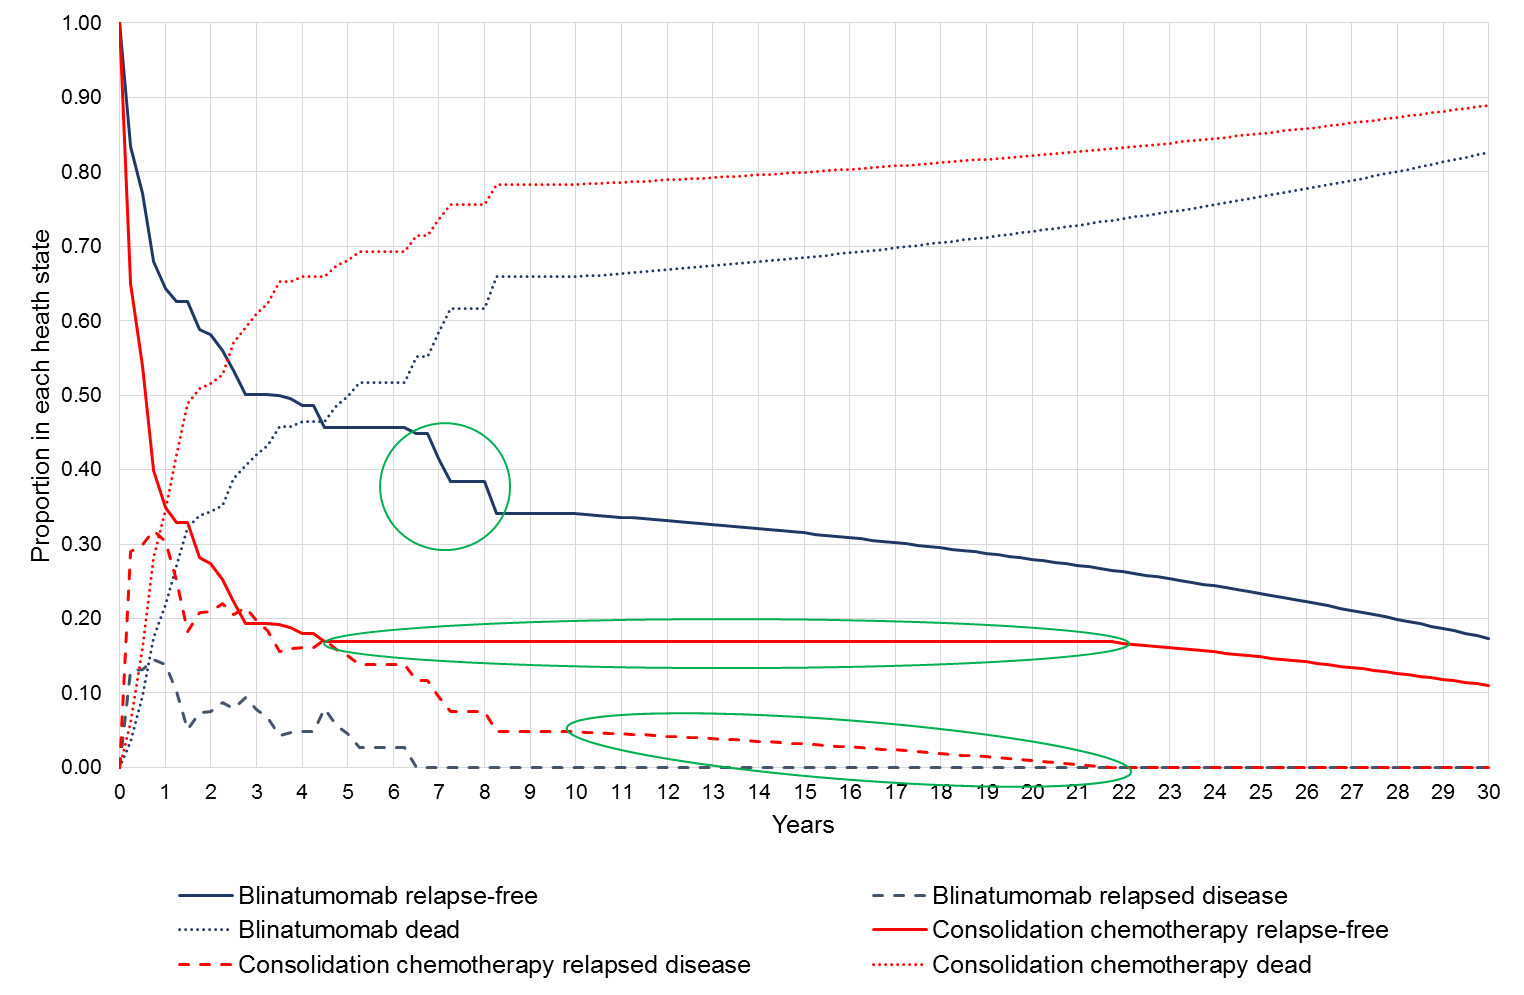 1.00
0.90
0.80
0.70
0.60
0.50
0.40
0.30
0.20
0.10
0.00
Proportion in each heath state
0 1 2 3 4 5 6 7 8 9 10 11 12 13 14 15 16 17 18 19 20 21 22 23 24 25 26 27 28 29 30
Years
Blinatumomab relapse-free
Blinatumomab relapsed disease
Blinatumomab dead
Consolidation chemotherapy relapse-free
Consolidation chemotherapy relapsed disease
Consolidation chemotherapy dead